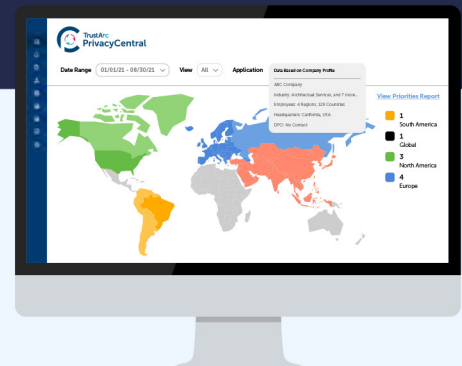 TrustArc
PrivacyCentral
Date Range 01/01/21 - 08/30/21 View All Application Data Based on Company Profile
ABC Company
Industry: Architectual Services, and 7 more..
Employees: 4 Regions, 129 Countries
Headquarters: California, USA
DPO: No Contact
View Priorities Report
1
South America
1
Global
3
North America
4
Europe